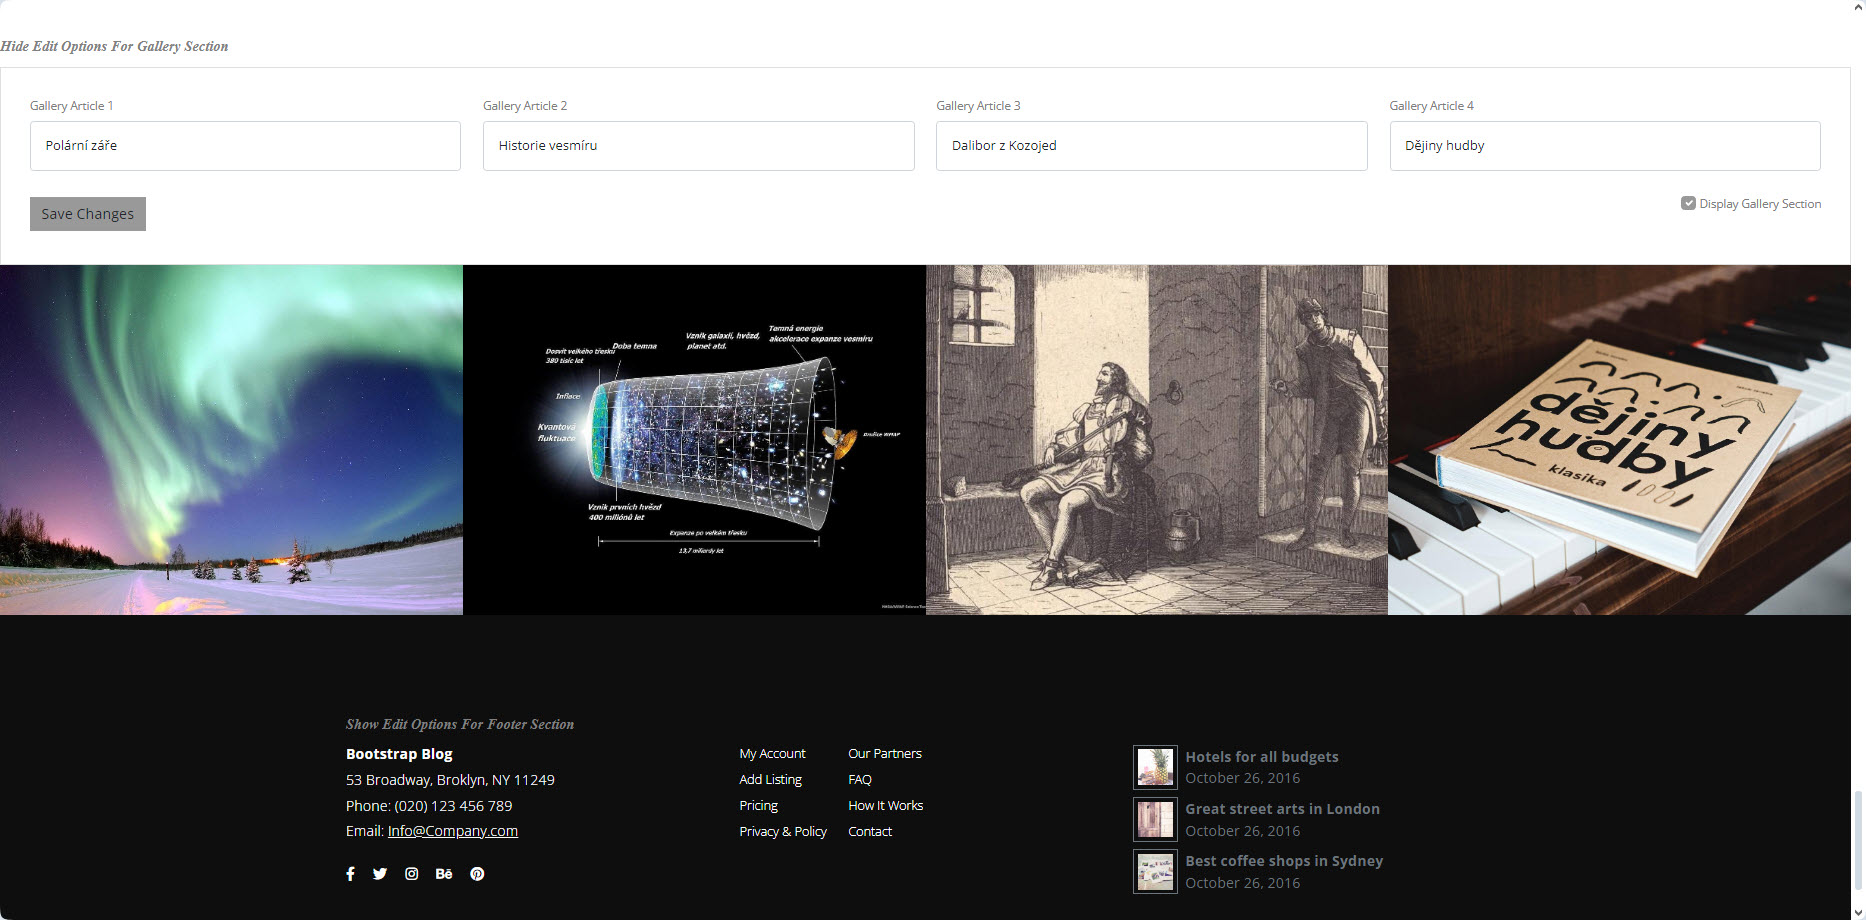 Hide Edit Options For Gallery Section
Gallery Article 1
Gallery Article 2
Gallery Article 3
Gallery Article 4
Polární záře
Historie vesmíru
Dalibor z Kozojed
Dějiny hudby
Save Changes
Display Gallery Section
Dosvit velkého třesku
380 tisíc let
Doba temna
Vznik galaxií, hvězd,
planet atd.
Temná energie
akcelerace expanze vesmíru
Inflace
Kvantová
fluktuace
Družice WMAP
Vznik prvních hvězd
400 miliónů let
Expanze po velkém třesku
13,7 miliardy let
dějiny
hudby
klasika
Show Edit Options For Footer Section
Bootstrap Blog
53 Broadway, Broklyn, NY 11249
Phone: (020) 123 456 789
Email: Info@Company.com
My Account
Add Listing
Pricing
Privacy & Policy
Our Partners
FAQ
How It Works
Contact
Hotels for all budgets
October 26, 2016
Great street arts in London
October 26, 2016
Best coffee shops in Sydney
October 26, 2016